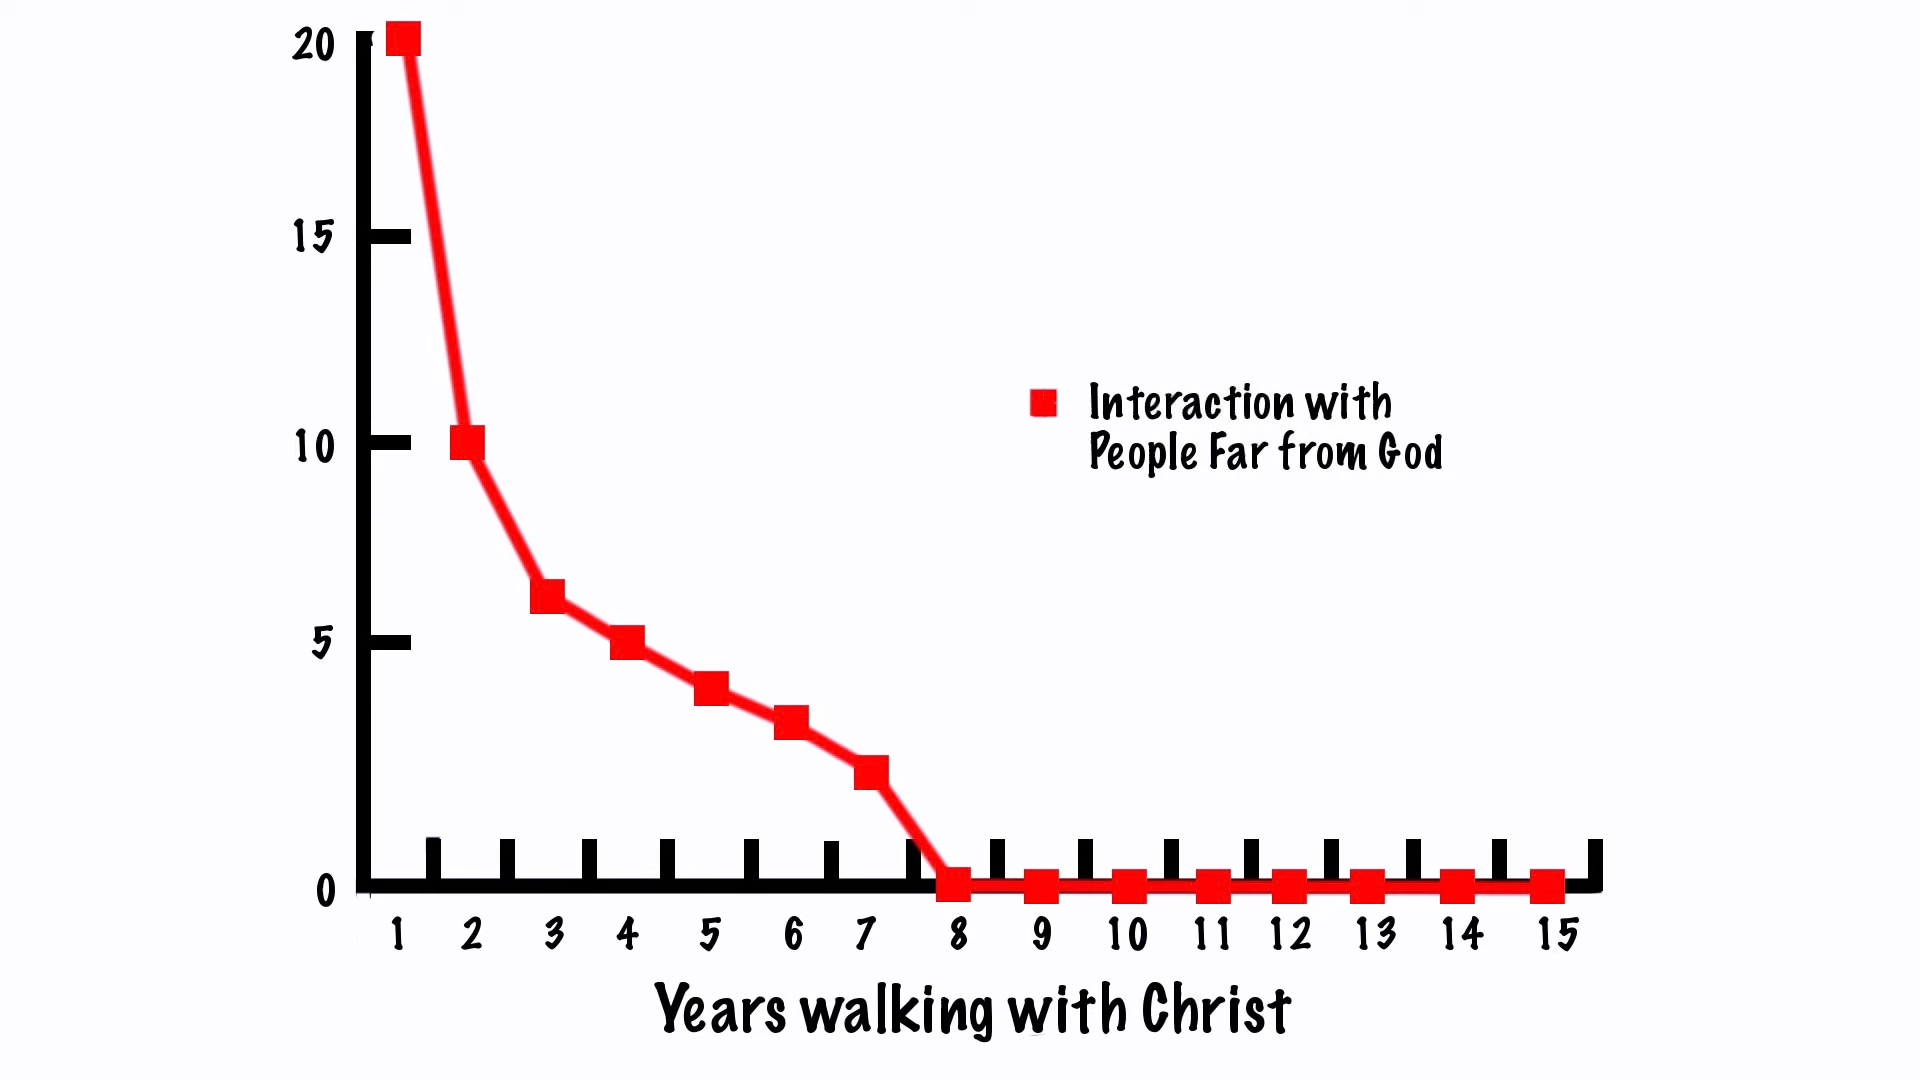 20
15
10
5
0
Interaction with
People Far from God
1 2 3 4 5 6 7 8 9 10 11 12 13 14 15
Years walking with Christ